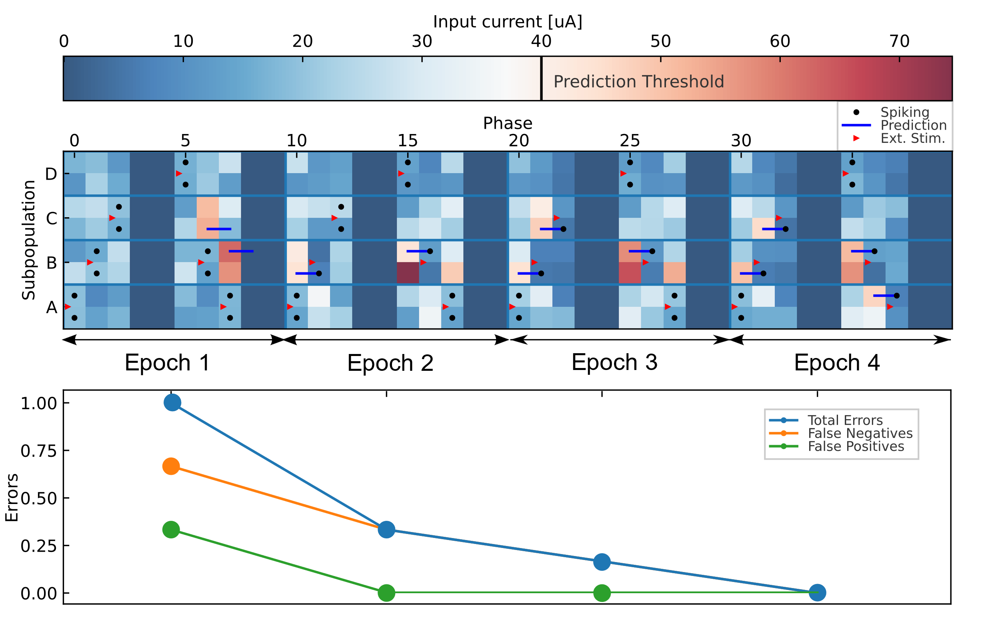 Input current [uA]
0 10 20 30 40 50 60 70
Prediction Threshold
Spiking
Prediction
Ext. Stim.
Phase
0 5 10 15 20 25 30
Subpopulation
D
C
B
A
Epoch 1 Epoch 2 Epoch 3 Epoch 4
Errors
1.00
0.75
0.50
0.25
0.00
Total Errors
False Negatives
False Positives